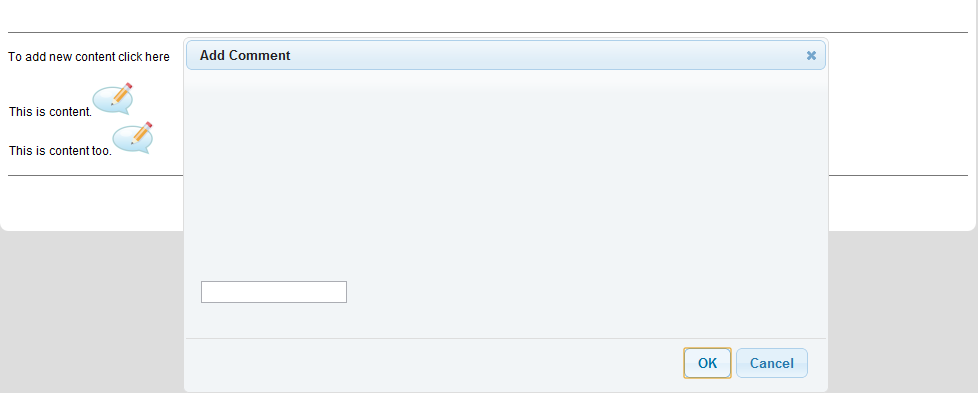 To add new content click here
This is content.
This is content too.
Add Comment
OK
Cancel